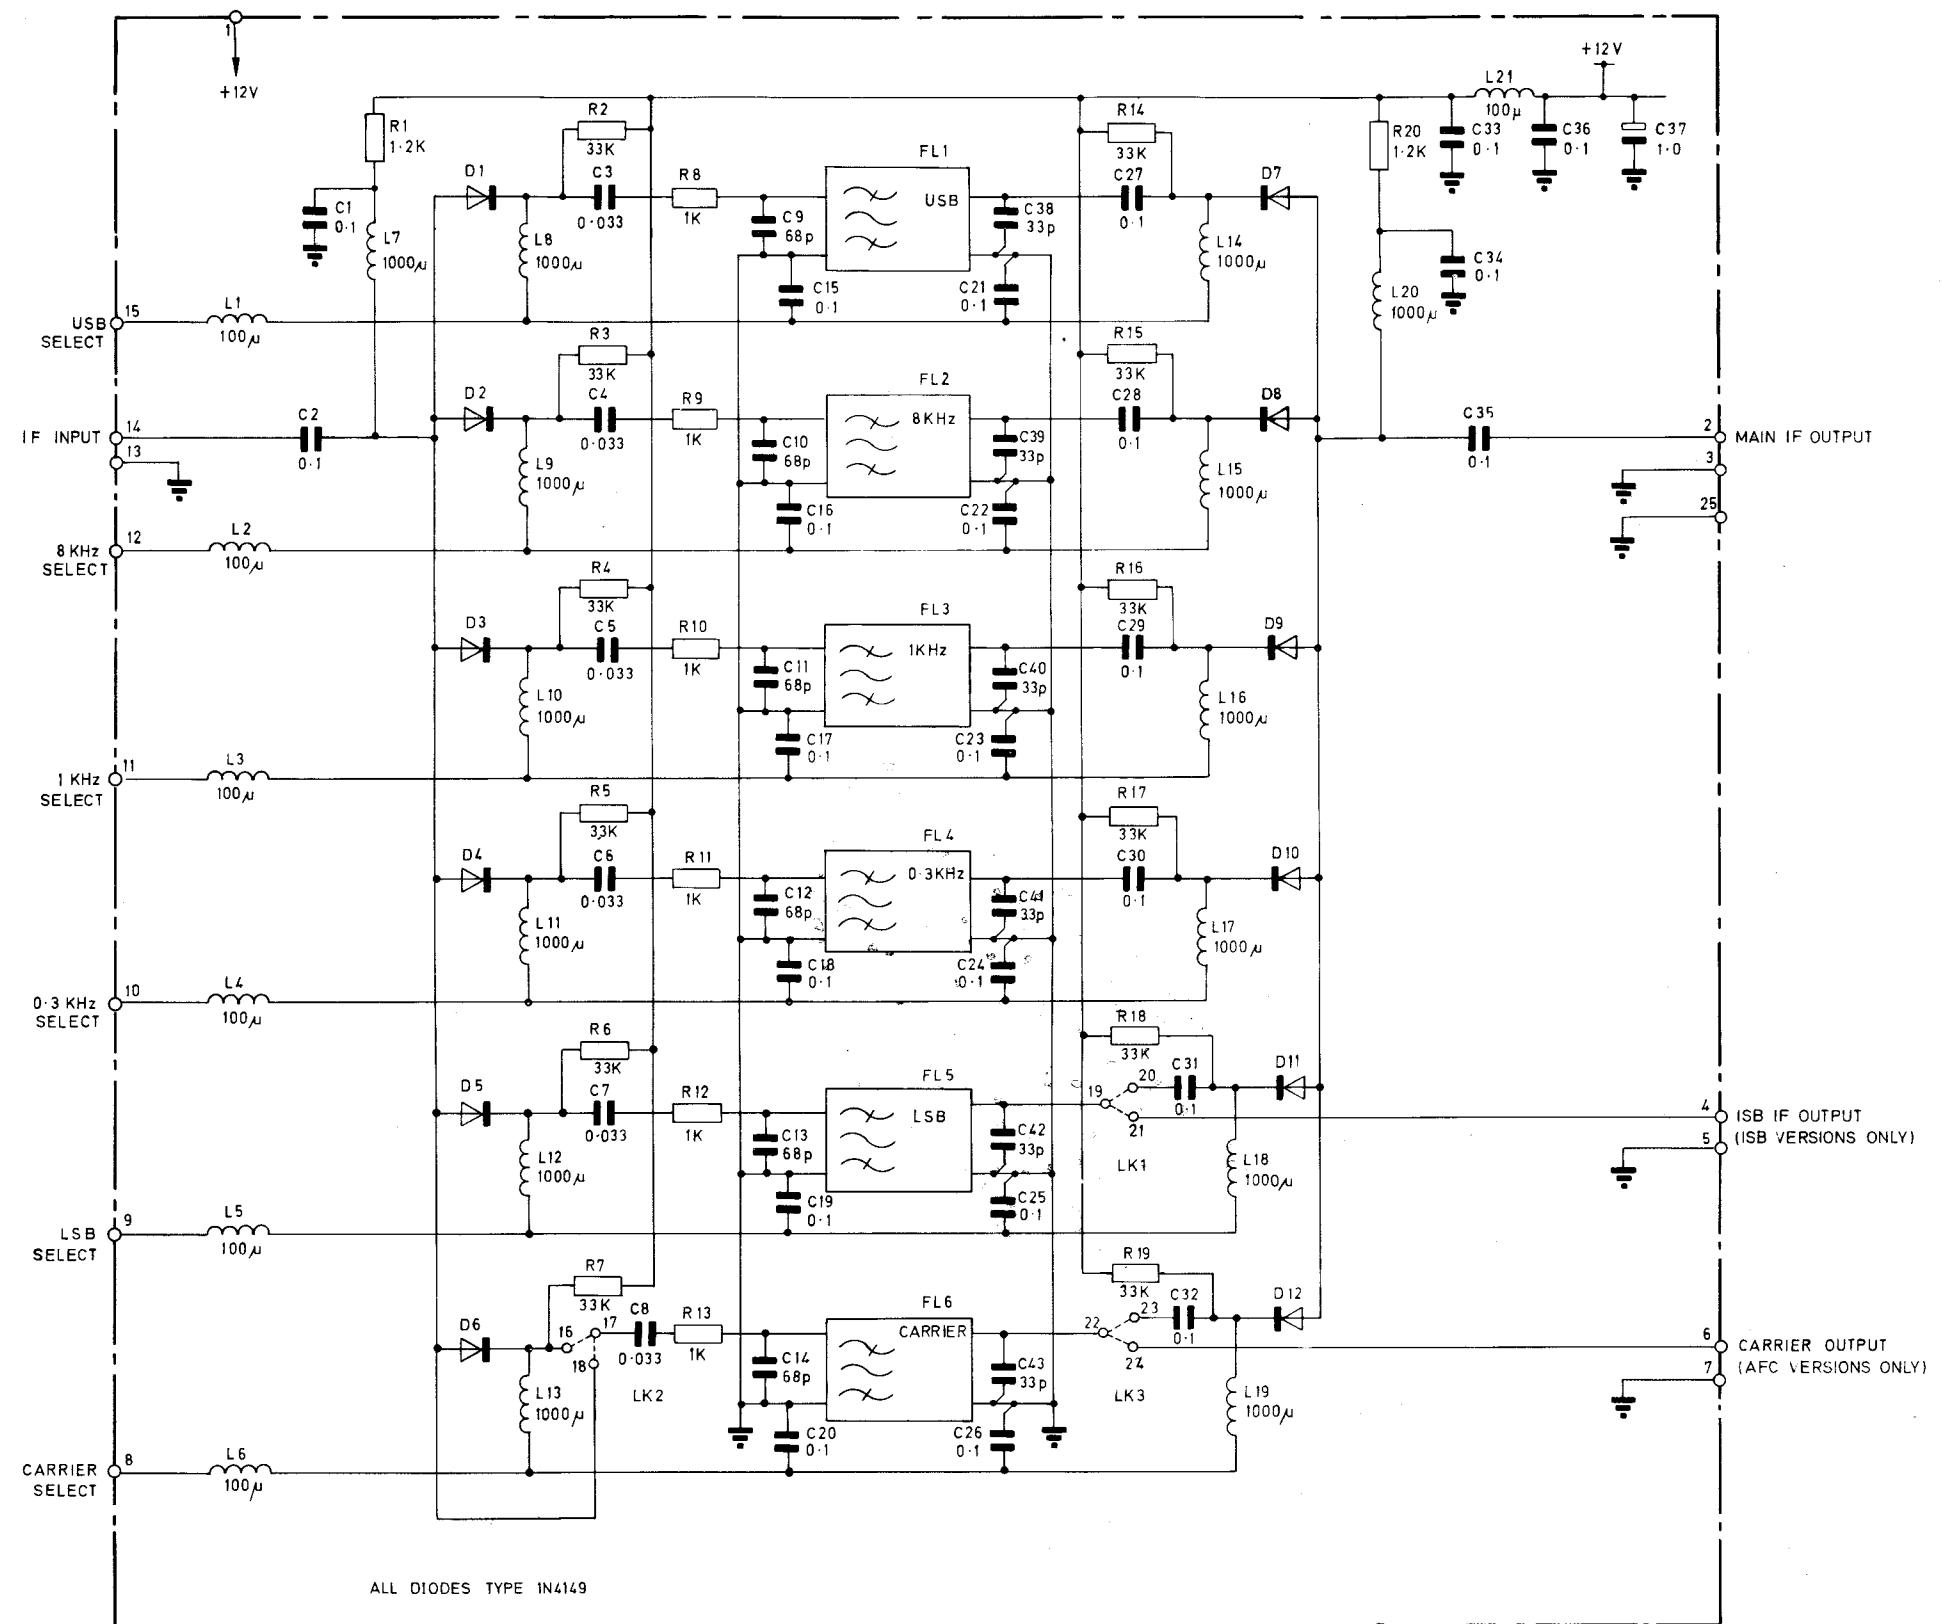 1
+12V
+12V
L21
100µ
R1
1·2K
R2
33K
R14
33K
R20
1·2K
C33
0·1
C36
0·1
C37
1·0
D1
C3
0·033
R8
1K
FL1
USB
C27
0·1
D7
C1
0·1
L7
1000µ
L8
1000µ
C9
68p
C38
33p
L14
1000µ
C34
0·1
L20
1000µ
C15
0·1
C21
0·1
USB
SELECT
15
L1
100µ
R3
33K
R15
33K
D2
C4
0·033
R9
1K
FL2
8KHz
C28
0·1
D8
IF INPUT
14
13
C2
0·1
C35
0·1
2
MAIN IF OUTPUT
3
25
L9
1000µ
C10
68p
C39
33p
L15
1000µ
C16
0·1
C22
0·1
8KHz
SELECT
12
L2
100µ
R4
33K
R16
33K
D3
C5
0·033
R10
1K
FL3
1KHz
C29
0·1
D9
L10
1000µ
C11
68p
C40
33p
L16
1000µ
C17
0·1
C23
0·1
1KHz
SELECT
11
L3
100µ
R5
33K
R17
33K
D4
C6
0·033
R11
1K
FL4
0·3KHz
C30
0·1
D10
L11
1000µ
C12
68p
C41
33p
L17
1000µ
C18
0·1
C24
0·1
0·3KHz
SELECT
10
L4
100µ
R6
33K
R18
33K
D5
C7
0·033
R12
1K
FL5
LSB
19
20
21
LK1
C31
0·1
D11
4
ISB IF OUTPUT
5
(ISB VERSIONS ONLY)
L12
1000µ
C13
68p
C42
33p
L18
1000µ
C19
0·1
C25
0·1
LSB
SELECT
9
L5
100µ
R7
33K
R19
33K
D6
16
17
18
LK2
C8
0·033
R13
1K
FL6
CARRIER
22
23
24
LK3
C32
0·1
D12
6
CARRIER OUTPUT
7
(AFC VERSIONS ONLY)
L13
1000µ
C14
68p
C43
33p
L19
1000µ
C20
0·1
C26
0·1
CARRIER
SELECT
8
L6
100µ
ALL DIODES TYPE 1N4149